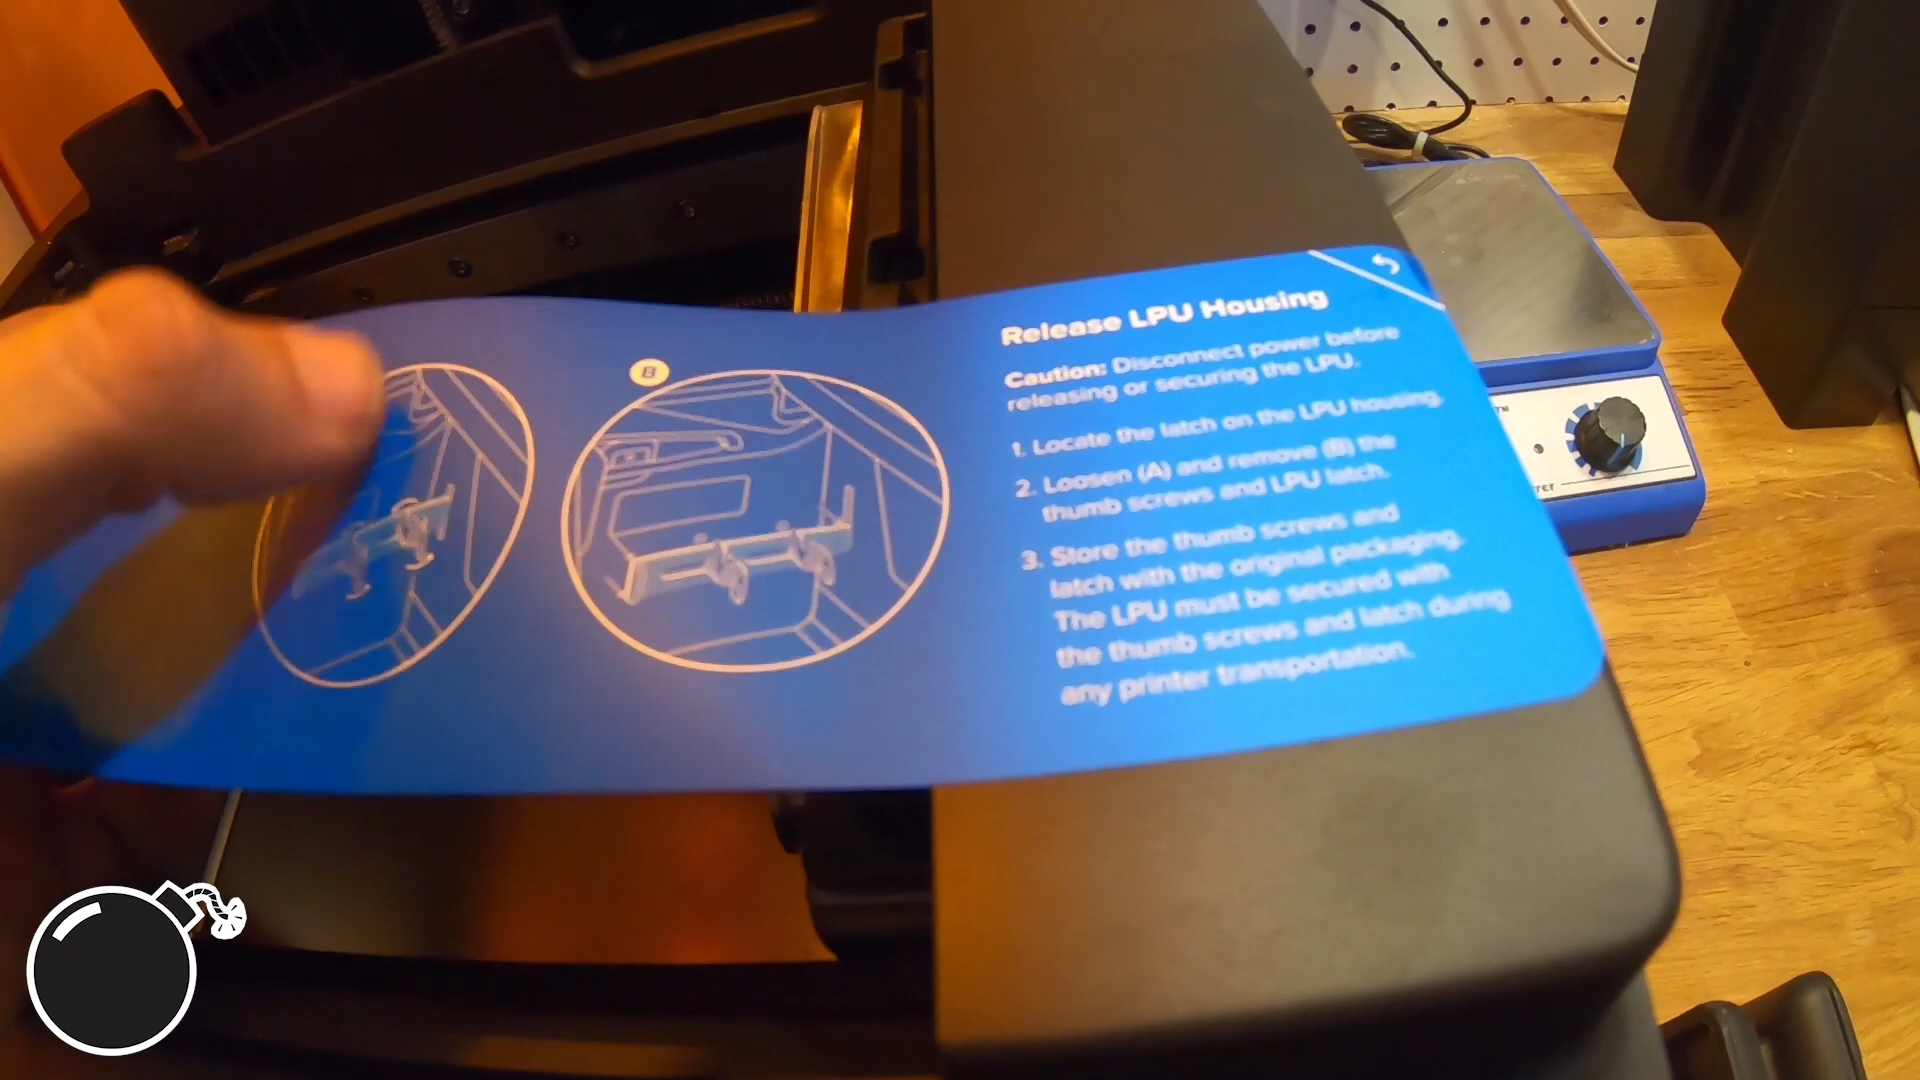 B
Release LPU Housing
Caution: Disconnect power before
releasing or securing the LPU.
1. Locate the latch on the LPU housing.
2. Loosen (A) and remove (B) the
thumb screws and LPU latch.
3. Store the thumb screws and
latch with the original packaging.
The LPU must be secured with
the thumb screws and latch during
any printer transportation.
TM